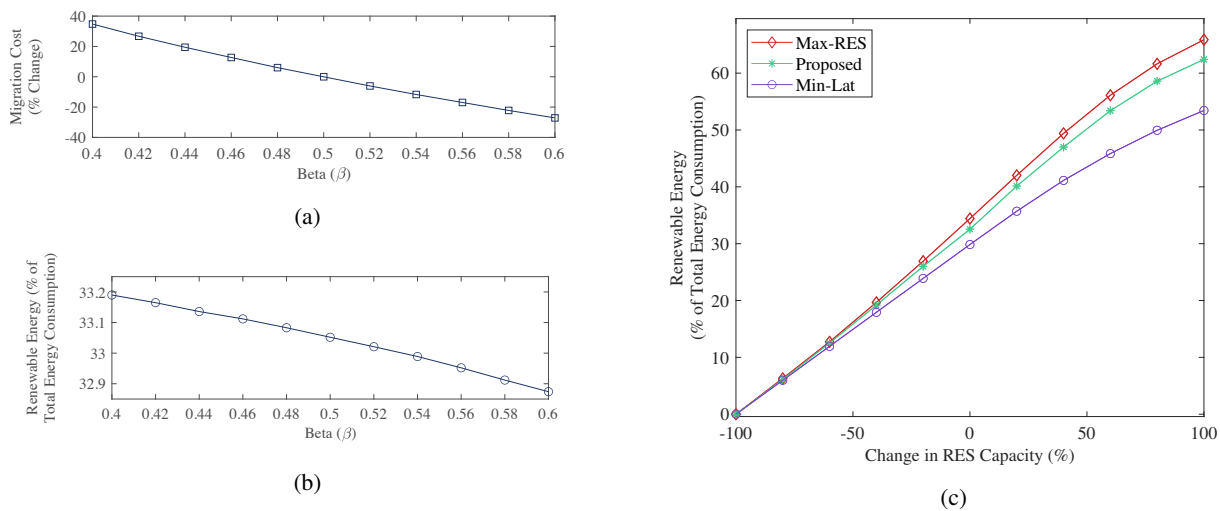 Migration Cost
(% Change)
40
20
0
-20
-40
0.4 0.42 0.44 0.46 0.48 0.5 0.52 0.54 0.56 0.58 0.6
Beta (β)
(a)
Renewable Energy (% of
Total Energy Consumption)
33.2
33.1
33
32.9
0.4 0.42 0.44 0.46 0.48 0.5 0.52 0.54 0.56 0.58 0.6
Beta (β)
(b)
Renewable Energy
(% of Total Energy Consumption)
Max-RES
Proposed
Min-Lat
60
50
40
30
20
10
0
-100 -50 0 50 100
Change in RES Capacity (%)
(c)